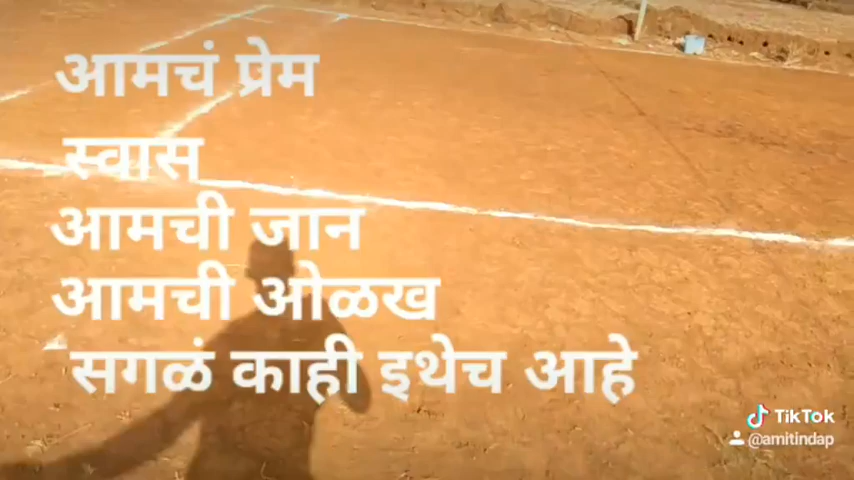 आमचं प्रेम
स्वास
आमची जान
आमची ओळख
सगळं काही इथेच आहे
TikTok
@amitindap